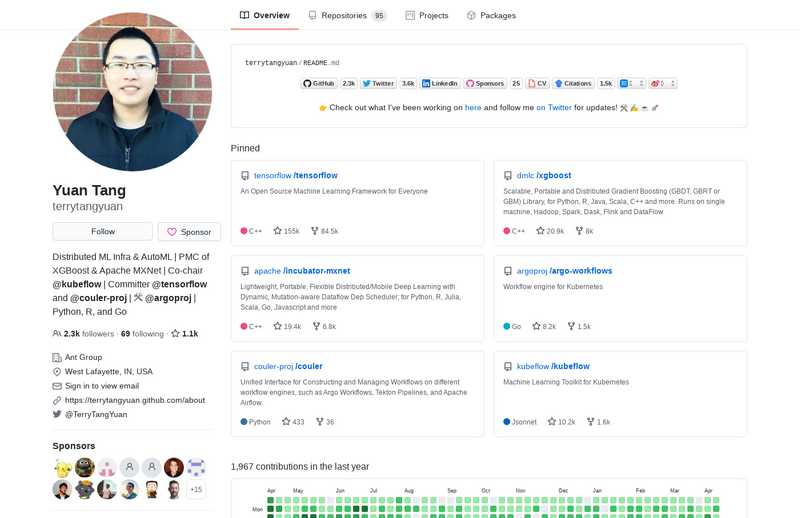 Overview
Repositories 95
Projects
Packages
terrytangyuan / README.md
GitHub 2.3k Twitter 3.6k LinkedIn Sponsors 25 CV Citations 1.5k
👉 Check out what I've been working on here and follow me on Twitter for updates! 🛠 ✍ ☕ 🚀
Yuan Tang
terrytangyuan
Follow
Sponsor
Distributed ML Infra & AutoML | PMC of
XGBoost & Apache MXNet | Co-chair
@kubeflow | Committer @tensorflow
and @couler-proj | 🛠 @argoproj |
Python, R, and Go
2.3k followers · 69 following · 1.1k
Ant Group
West Lafayette, IN, USA
Sign in to view email
https://terrytangyuan.github.com/about
@TerryTangYuan
Sponsors
+15
Pinned
tensorflow /tensorflow
An Open Source Machine Learning Framework for Everyone
C++ 155k 84.5k
dmlc /xgboost
Scalable, Portable and Distributed Gradient Boosting (GBDT, GBRT or
GBM) Library, for Python, R, Java, Scala, C++ and more. Runs on single
machine, Hadoop, Spark, Dask, Flink and DataFlow
C++ 20.9k 8k
apache /incubator-mxnet
Lightweight, Portable, Flexible Distributed/Mobile Deep Learning with
Dynamic, Mutation-aware Dataflow Dep Scheduler; for Python, R, Julia,
Scala, Go, Javascript and more
C++ 19.4k 6.8k
argoproj /argo-workflows
Workflow engine for Kubernetes
Go 8.2k 1.5k
couler-proj /couler
Unified Interface for Constructing and Managing Workflows on different
workflow engines, such as Argo Workflows, Tekton Pipelines, and Apache
Airflow.
Python 433 36
kubeflow /kubeflow
Machine Learning Toolkit for Kubernetes
Jsonnet 10.2k 1.6k
1,967 contributions in the last year
Apr May Jun Jul Aug Sep Oct Nov Dec Jan Feb Mar Apr
Mon